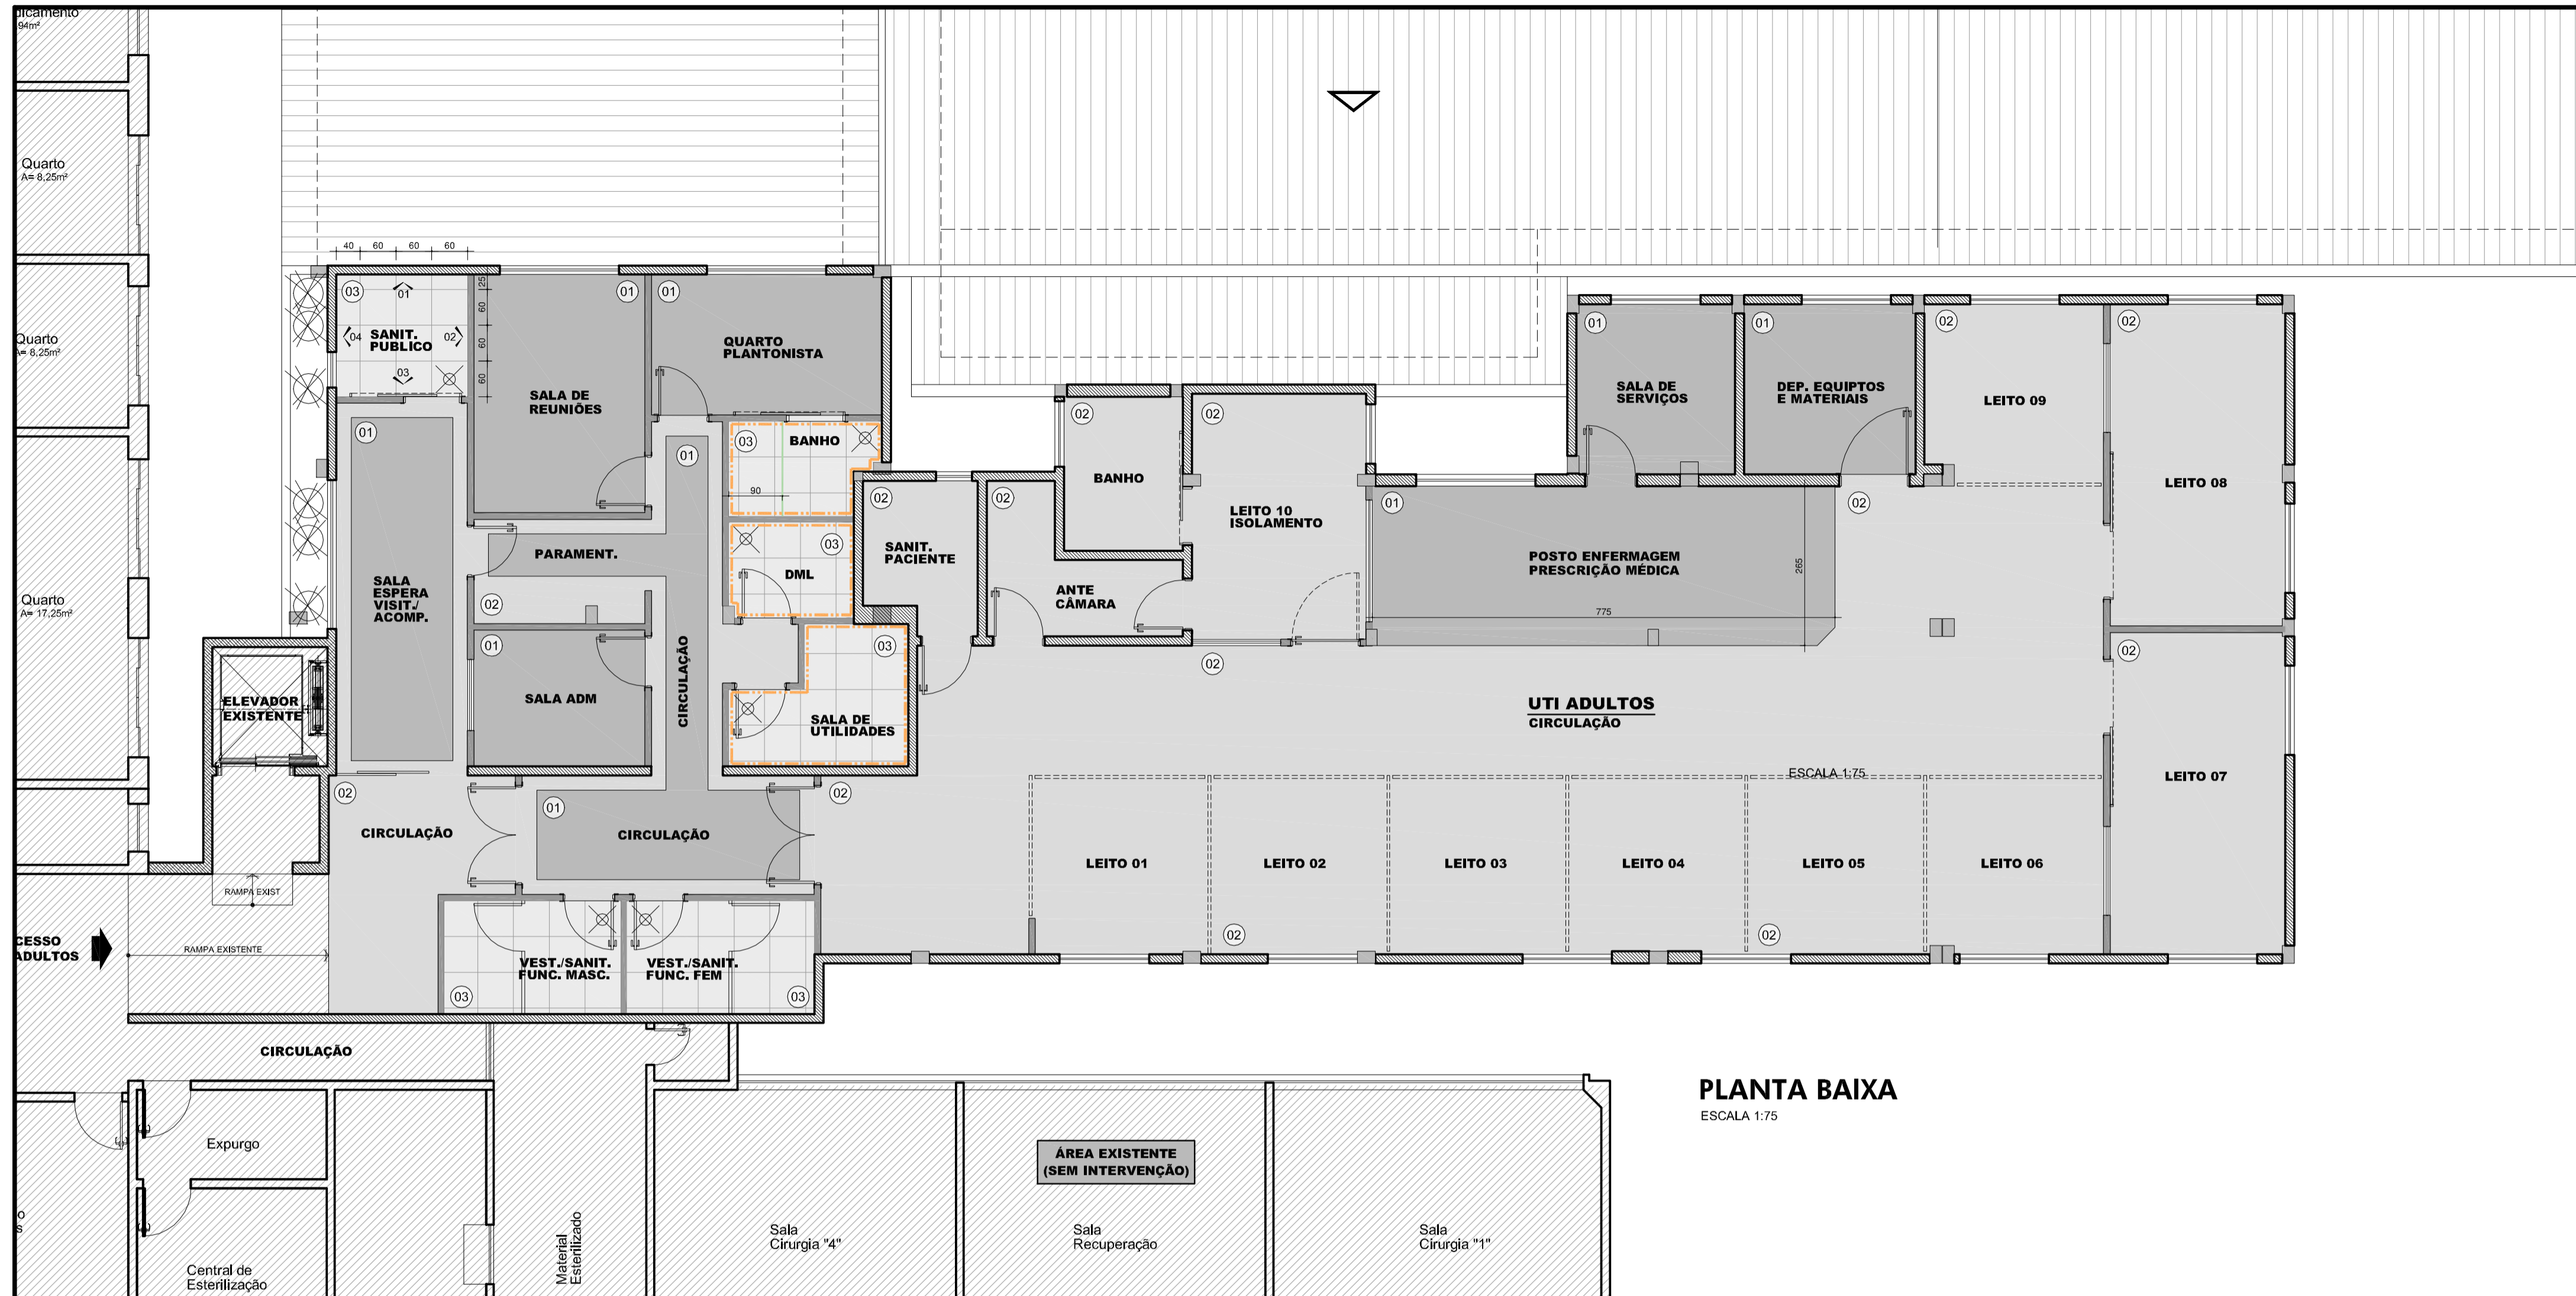 dicamento
94m²
Quarto
A= 8,25m²
Quarto
A= 8,25m²
Quarto
A= 17,25m²
40 60 60 60
25
60
60
60
03
01
04
02
03
SANIT.
PUBLICO
01
SALA DE
REUNIÕES
01
QUARTO
PLANTONISTA
01
SALA
ESPERA
VISIT./
ACOMP.
01
03
BANHO
90
PARAMENT.
02
03
DML
01
SALA ADM
CIRCULAÇÃO
03
SALA DE
UTILIDADES
ELEVADOR
EXISTENTE
02
CIRCULAÇÃO
01
CIRCULAÇÃO
02
RAMPA EXIST
RAMPA EXISTENTE
CESSO
ADULTOS
VEST./SANIT.
FUNC. MASC.
03
VEST./SANIT.
FUNC. FEM
03
02
SANIT.
PACIENTE
02
ANTE
CÂMARA
02
BANHO
02
LEITO 10
ISOLAMENTO
02
01
POSTO ENFERMAGEM
PRESCRIÇÃO MÉDICA
775
265
01
SALA DE
SERVIÇOS
01
DEP. EQUIPTOS
E MATERIAIS
02
02
LEITO 09
02
LEITO 08
02
LEITO 07
UTI ADULTOS
CIRCULAÇÃO
ESCALA 1:75
LEITO 01
LEITO 02
LEITO 03
LEITO 04
LEITO 05
LEITO 06
02
02
CIRCULAÇÃO
Expurgo
Central de
Esterilização
o
s
Material
Esterilizado
Sala
Cirurgia "4"
ÁREA EXISTENTE
(SEM INTERVENÇÃO)
Sala
Recuperação
Sala
Cirurgia "1"
PLANTA BAIXA
ESCALA 1:75